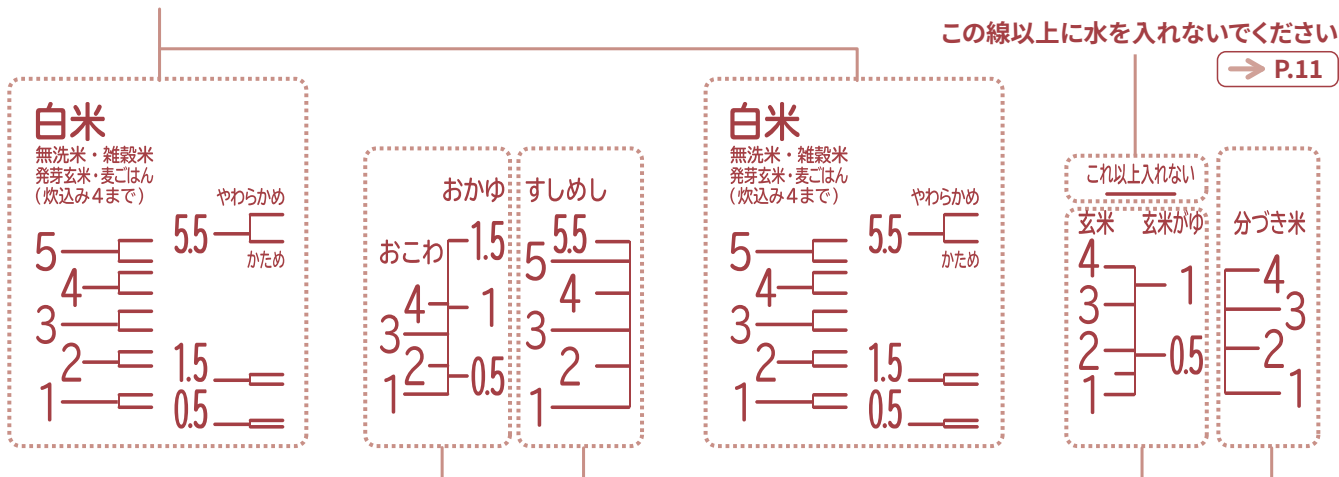 この線以上に水を入れないでください
P.11
白米
無洗米・雑穀米
発芽玄米・麦ごはん
（炊込み4まで）
やわらかめ
5.5
かため
5
4
3
2
1.5
1
0.5
おかゆ
おこわ
1.5
4
1
3
2
0.5
1
すしめし
5.5
5
4
3
2
1
白米
無洗米・雑穀米
発芽玄米・麦ごはん
（炊込み4まで）
やわらかめ
5.5
かため
5
4
3
2
1.5
1
0.5
これ以上入れない
玄米
玄米がゆ
4
1
3
2
0.5
1
分づき米
4
3
2
1